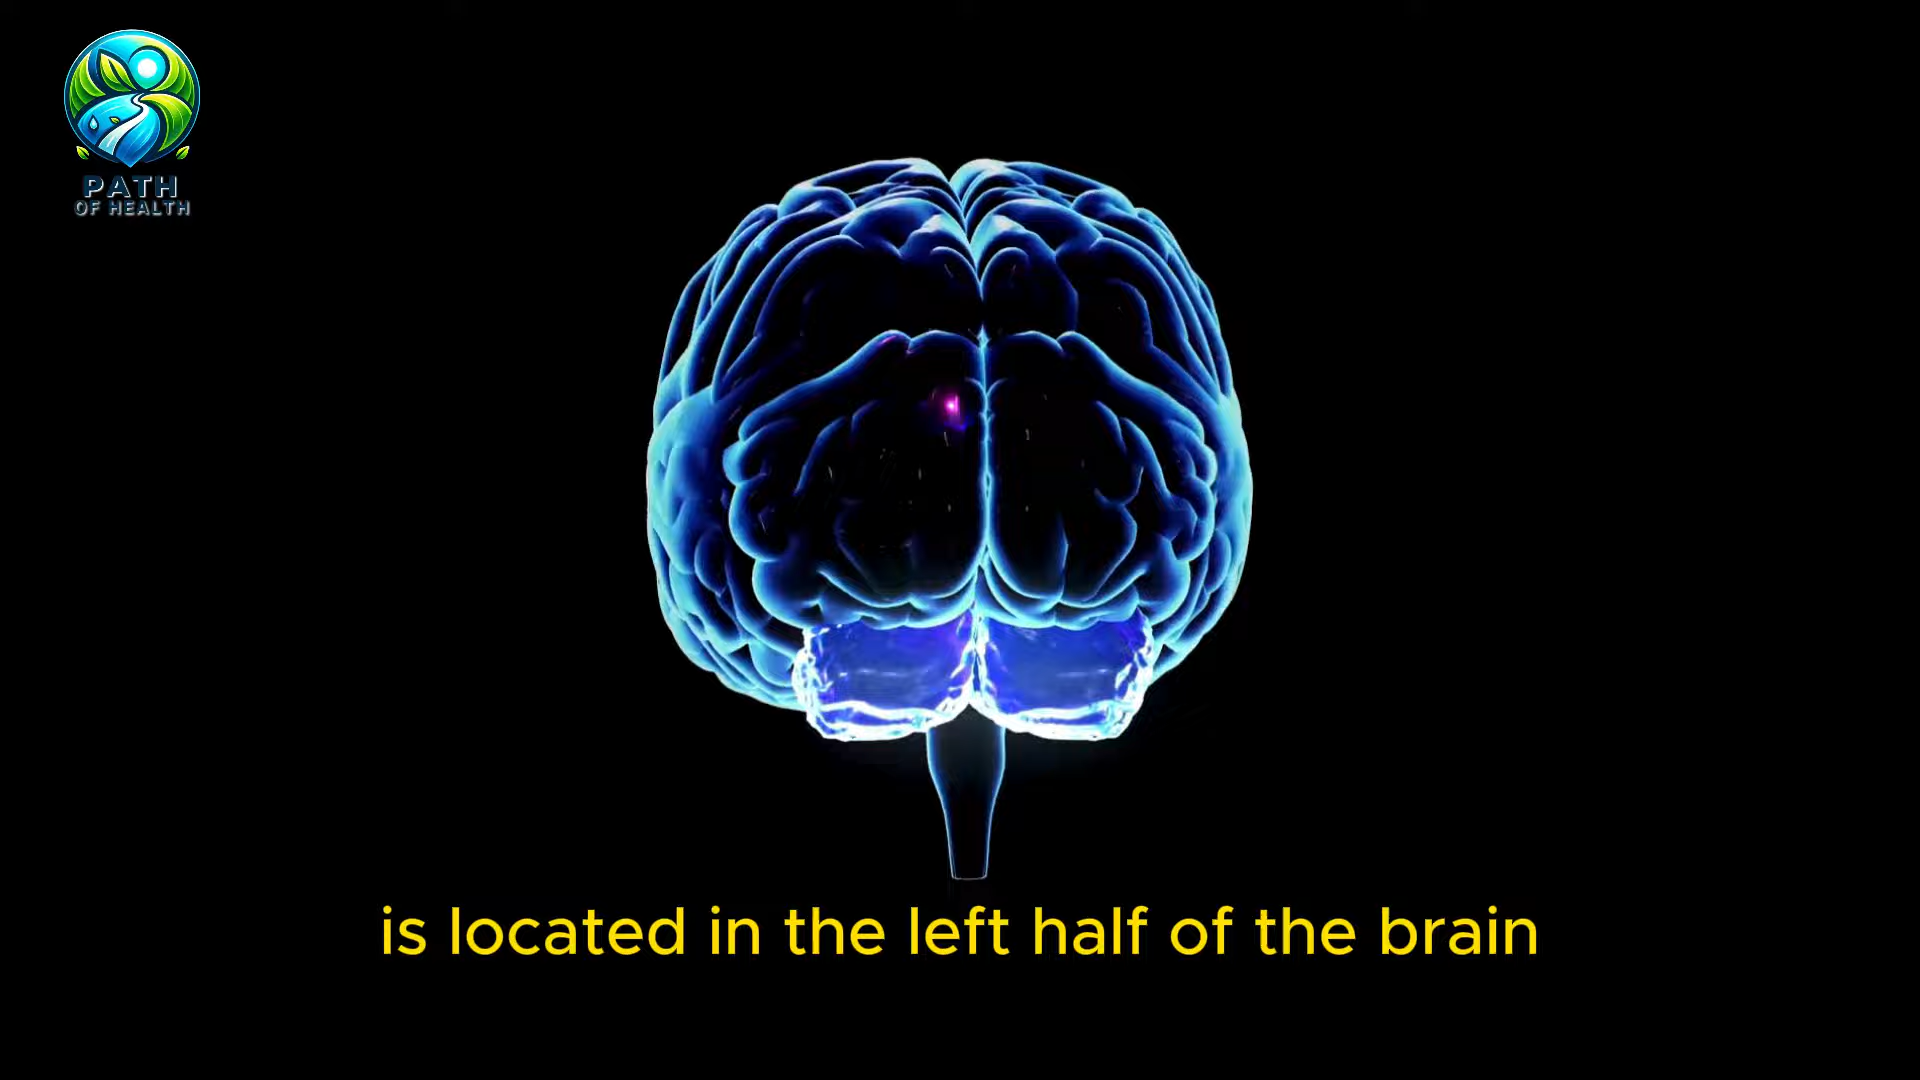 PATH
OF HEALTH
is located in the left half of the brain